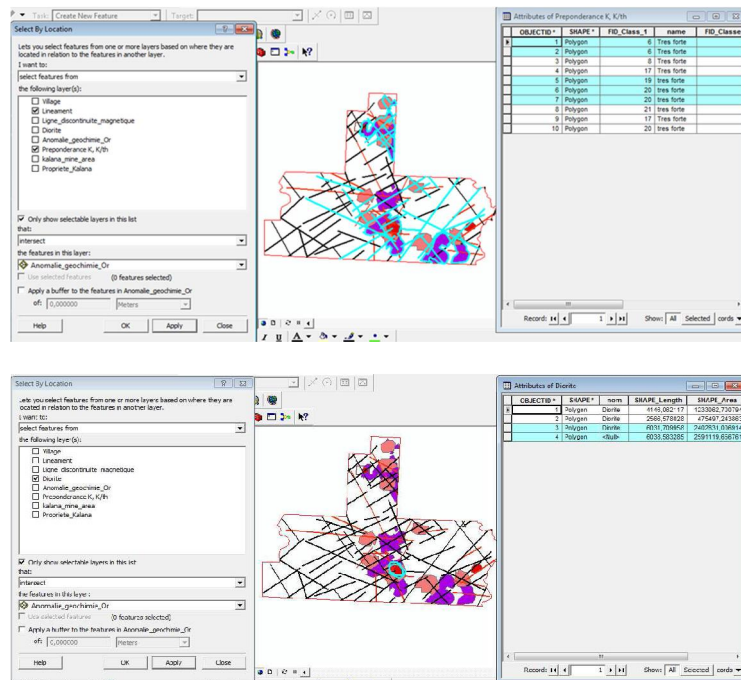 Task: Create New Feature Target:
Select By Location
Lets you select features from one or more layers based on where they are
located in relation to the features in another layer.
I want to:
select features from
the following layer(s):
Village
Lineament
Ligne_discontinuite_magnetique
Diorite
Anomalie_geochimie_Or
Preponderance K, K/th
kalana_mine_area
Propriete_Kalana
Only show selectable layers in this list
that:
intersect
the features in this layer:
Anomalie_geochimie_Or
Use selected features (0 features selected)
Apply a buffer to the features in Anomalie_geochimie_Or
of: 0,000000 Meters
Help OK Apply Close
Attributes of Preponderance K, K/th
OBJECTID * SHAPE * FID_Class_1 name FID_Classe
1 Polygon 6 Tres forte
2 Polygon 6 Tres forte
3 Polygon 8 Tres forte
4 Polygon 17 Tres forte
5 Polygon 19 tres forte
6 Polygon 20 tres forte
7 Polygon 20 tres forte
8 Polygon 21 tres forte
9 Polygon 17 Tres forte
10 Polygon 20 tres forte
Record: 1 Show: All Selected cords
Select By Location
Lets you select features from one or more layers based on where they are
located in relation to the features in another layer.
I want to:
select features from
the following layer(s):
Village
Lineament
Ligne discontinuite magnetique
Diorite
Anomalie_geochimie_Or
Preponderance K, K/th
kalana_mine_area
Propriete_Kalana
Only show selectable layers in this list
that:
intersect
the features in this layer:
Anomalie_geochimie_Or
Use selected features (0 features selected)
Apply a buffer to the features in Anomalie_geochimie_Or
of: 0,000000 Meters
Help OK Apply Close
Attributes of Diorite
OBJECTID * SHAPE * nom SHAPE_Length SHAPE_Area
1 Polygon Diorite
2 Polygon Diorite
3 Polygon Diorite
4 Polygon <Null>
Record: 1 Show: All Selected cords